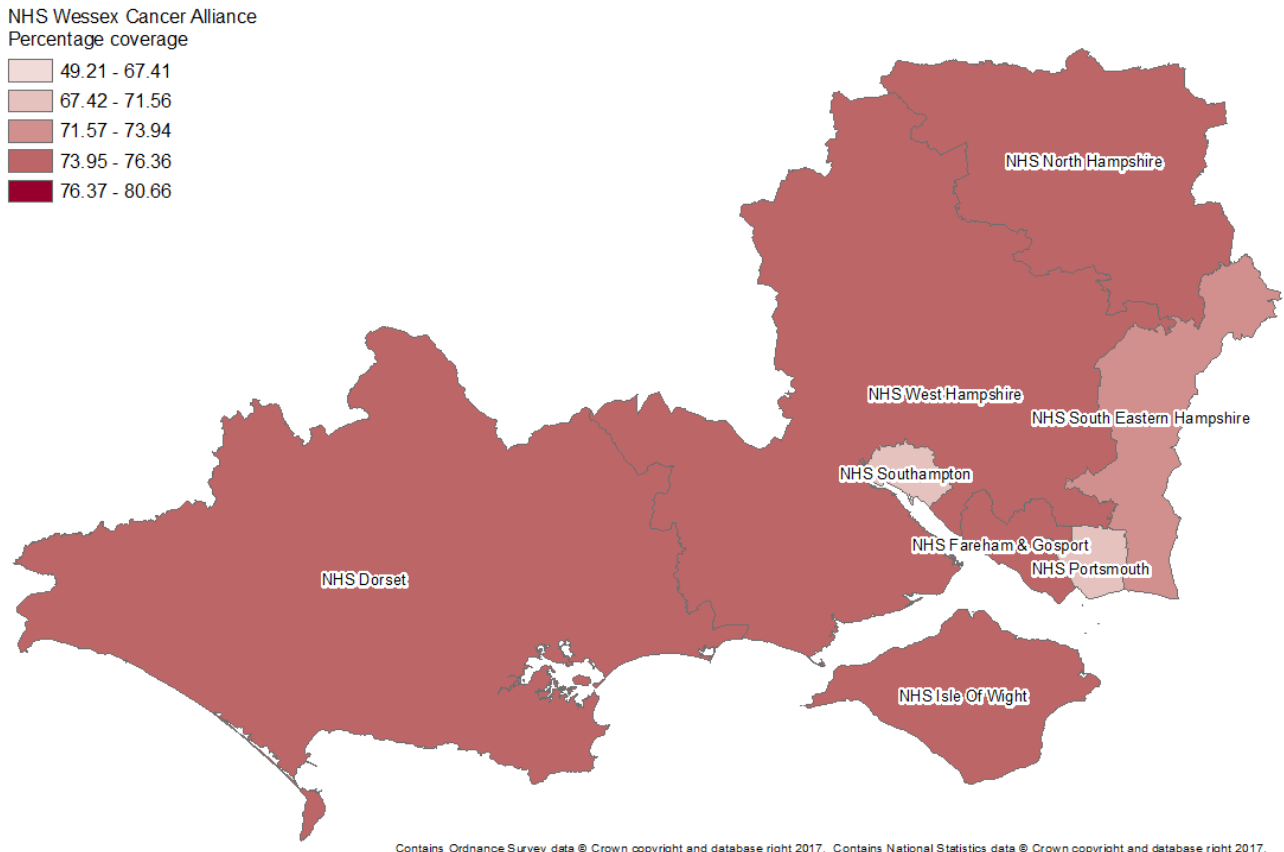 NHS Wessex Cancer Alliance
Percentage coverage
49.21 - 67.41
67.42 - 71.56
71.57 - 73.94
73.95 - 76.36
76.37 - 80.66
NHS North Hampshire
NHS West Hampshire
NHS South Eastern Hampshire
NHS Southampton
NHS Fareham & Gosport
NHS Portsmouth
NHS Dorset
NHS Isle Of Wight
Contains Ordnance Survey data © Crown copyright and database right 2017. Contains National Statistics data © Crown copyright and database right 2017.